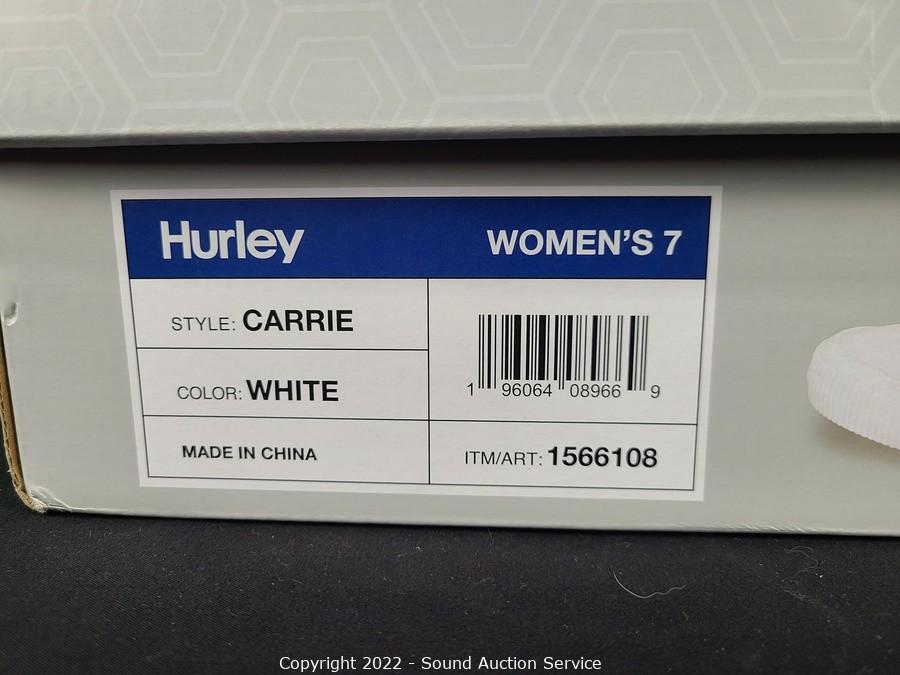 Hurley WOMEN'S 7
STYLE: CARRIE
COLOR: WHITE
MADE IN CHINA
1 96064 08966 9
ITM/ART: 1566108
Copyright 2022 - Sound Auction Service